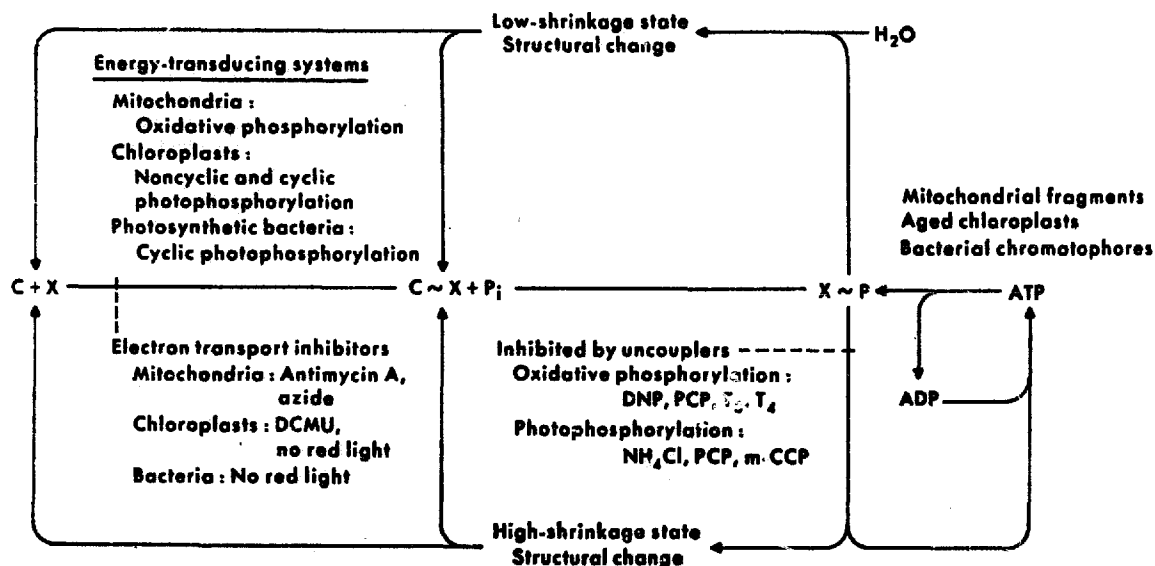 Low-shrinkage state
Structural change
H₂O
Energy-transducing systems
Mitochondria :
Oxidative phosphorylation
Chloroplasts :
Noncyclic and cyclic
photophosphorylation
Photosynthetic bacteria :
Cyclic photophosphorylation
Mitochondrial fragments
Aged chloroplasts
Bacterial chromatophores
C + X
C ~ X + Pᵢ
X ~ P
ATP
ADP
Electron transport inhibitors
Mitochondria : Antimycin A,
azide
Chloroplasts : DCMU,
no red light
Bacteria : No red light
Inhibited by uncouplers
Oxidative phosphorylation :
DNP, PCP, T₄
Photophosphorylation :
NH₄Cl, PCP, m-CCP
High-shrinkage state
Structural change